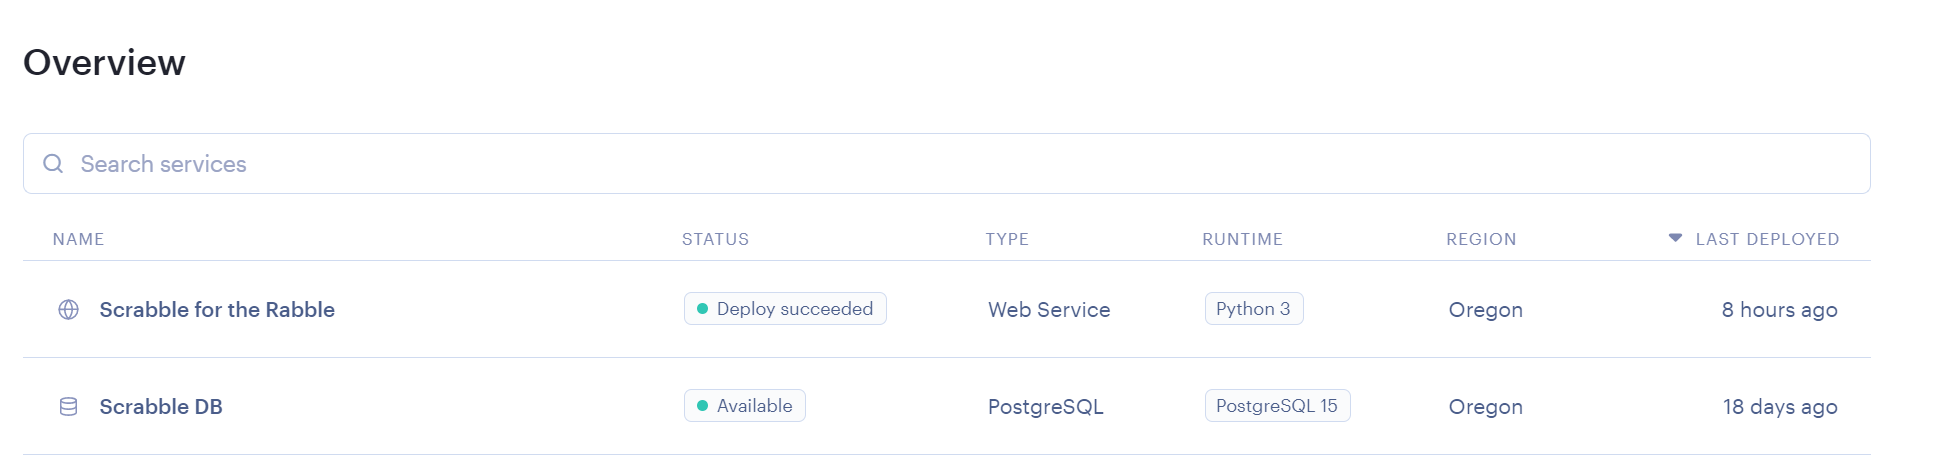 Overview
Search services
NAME STATUS TYPE RUNTIME REGION LAST DEPLOYED
Scrabble for the Rabble Deploy succeeded Web Service Python 3 Oregon 8 hours ago
Scrabble DB Available PostgreSQL PostgreSQL 15 Oregon 18 days ago